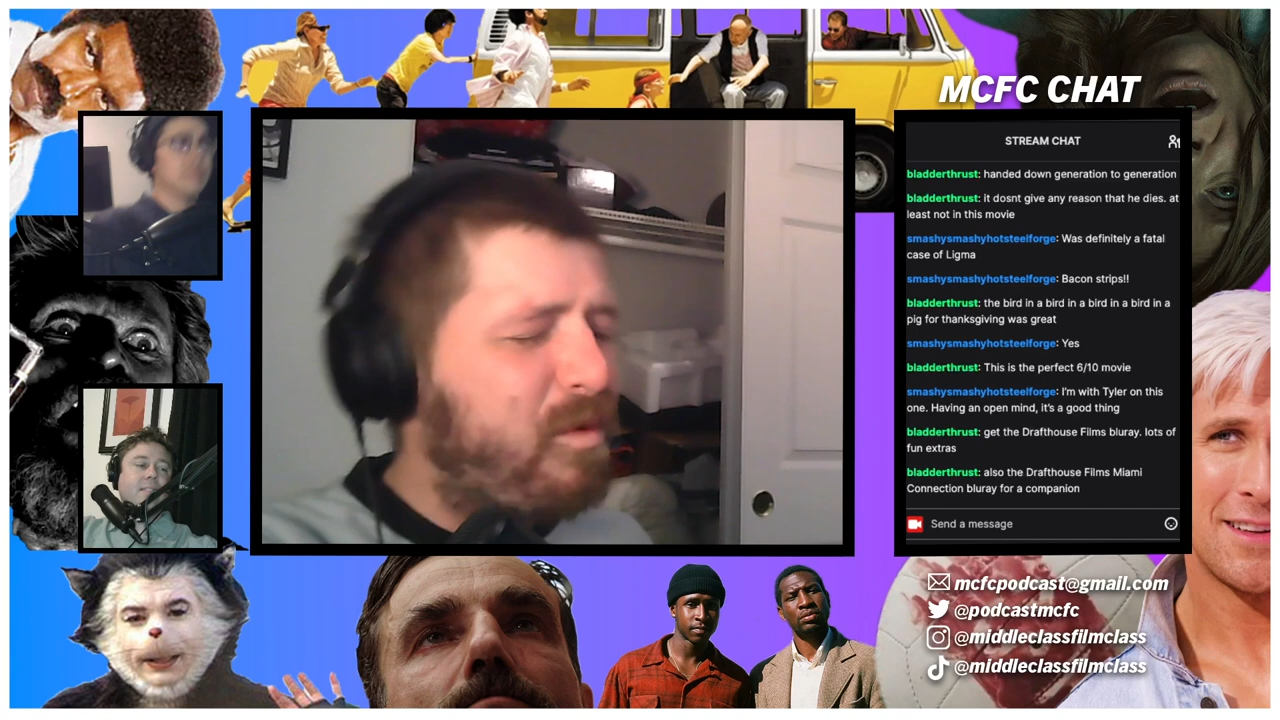 MCFC CHAT
STREAM CHAT
bladderthrust: handed down generation to generation
bladderthrust: it dosnt give any reason that he dies. at
least not in this movie
smashysmashyhotsteelforge: Was definitely a fatal
case of Ligma
smashysmashyhotsteelforge: Bacon strips!!
bladderthrust: the bird in a bird in a bird in a bird in a
pig for thanksgiving was great
smashysmashyhotsteelforge: Yes
bladderthrust: This is the perfect 6/10 movie
smashysmashyhotsteelforge: I'm with Tyler on this
one. Having an open mind, it's a good thing
bladderthrust: get the Drafthouse Films bluray. lots of
fun extras
bladderthrust: also the Drafthouse Films Miami
Connection bluray for a companion
Send a message
mcfcpodcast@gmail.com
@podcastmcfc
@middleclassfilmclass
@middleclassfilmclass